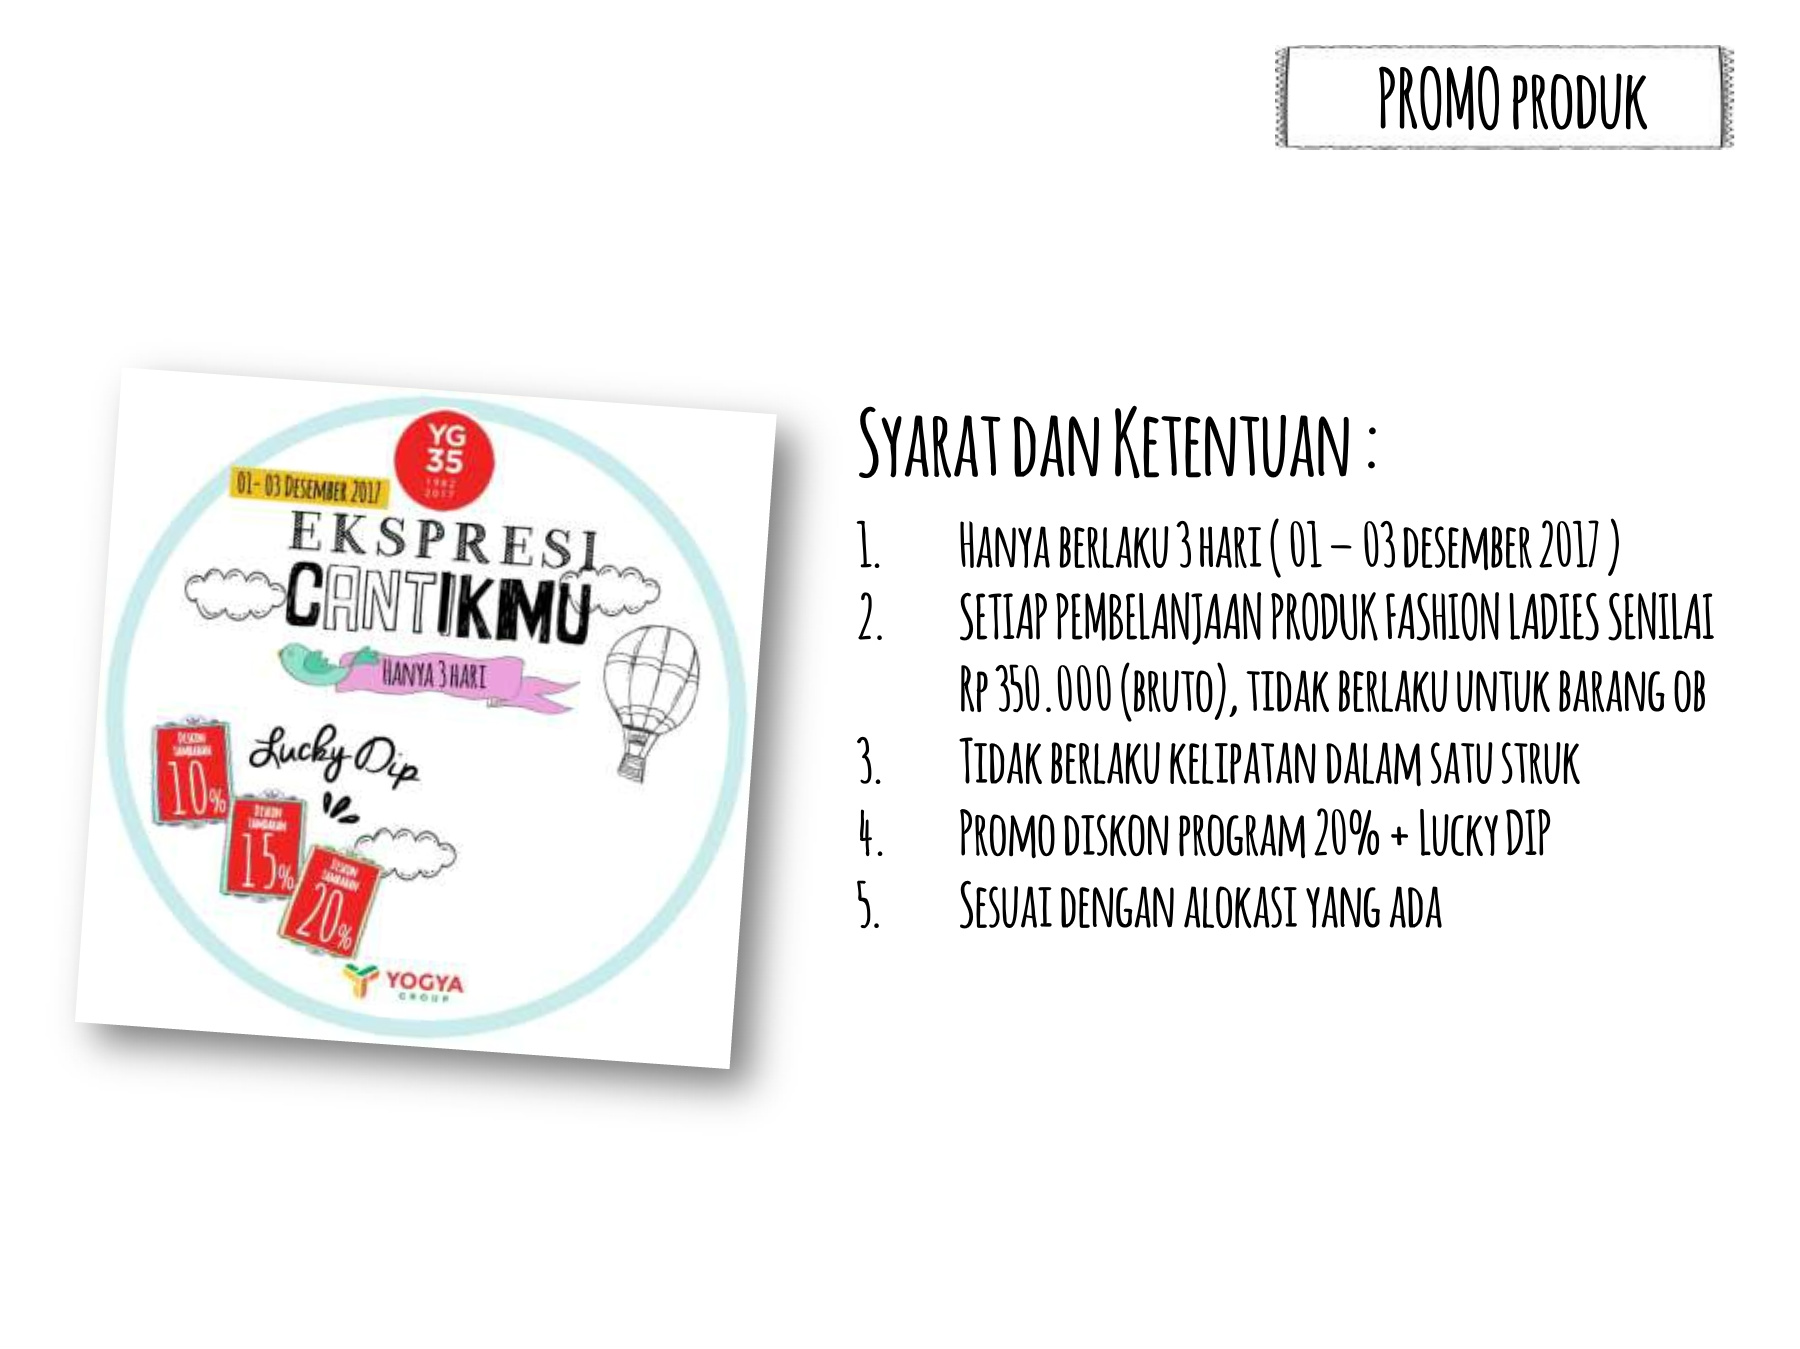 PROMO PRODUK
YG
35
1982
2017
01- 03 DESEMBER 2017
EKSPRESI
CANTIKMU
HANYA 3 HARI
Lucky Dip
DISKON
TAMBAHAN
10%
DISKON
TAMBAHAN
15%
DISKON
TAMBAHAN
20%
YOGYA
GROUP
SYARAT DAN KETENTUAN :
1. HANYA BERLAKU 3 HARI ( 01 – 03 DESEMBER 2017 )
2. SETIAP PEMBELANJAAN PRODUK FASHION LADIES SENILAI
RP 350.000 (BRUTO), TIDAK BERLAKU UNTUK BARANG OB
3. TIDAK BERLAKU KELIPATAN DALAM SATU STRUK
4. PROMO DISKON PROGRAM 20% + LUCKY DIP
5. SESUAI DENGAN ALOKASI YANG ADA